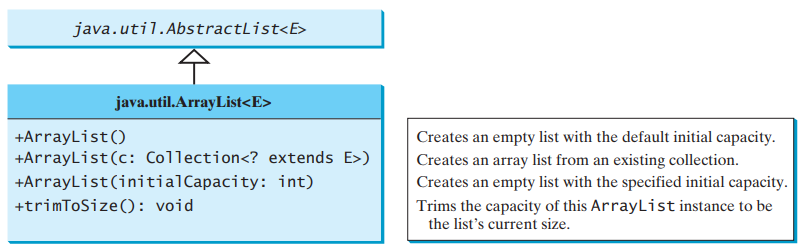 java.util.AbstractList<E>
java.util.ArrayList<E>
+ArrayList()
+ArrayList(c: Collection<? extends E>)
+ArrayList(initialCapacity: int)
+trimToSize(): void
Creates an empty list with the default initial capacity.
Creates an array list from an existing collection.
Creates an empty list with the specified initial capacity.
Trims the capacity of this ArrayList instance to be
the list's current size.